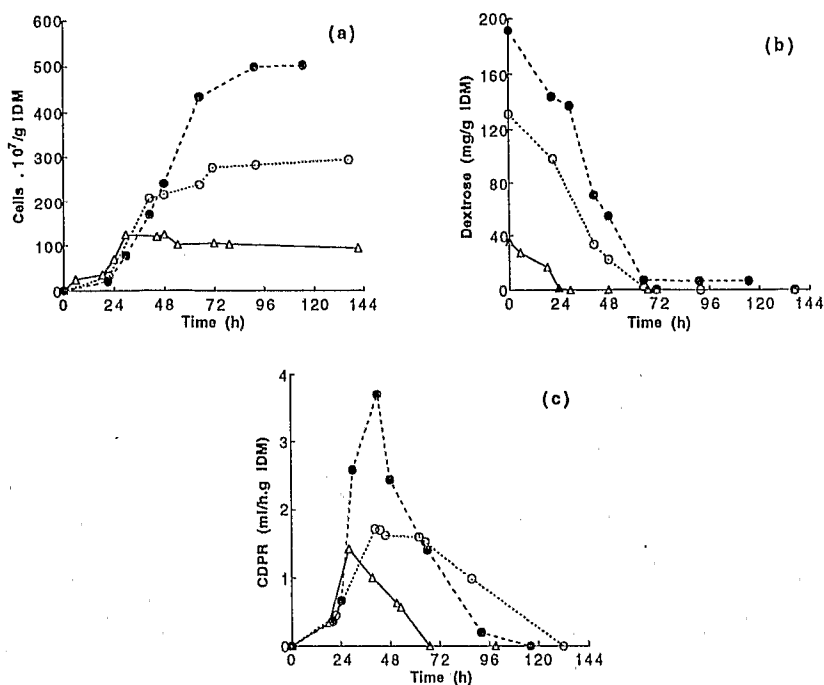 (a)
Cells . 10⁷/g IDM
600
500
400
300
200
100
0
0 24 48 72 96 120 144
Time (h)
(b)
Dextrose (mg/g IDM)
200
160
120
80
40
0
0 24 48 72 96 120 144
Time (h)
(c)
CDPR (ml/h.g IDM)
4
3
2
1
0
0 24 48 72 96 120 144
Time (h)